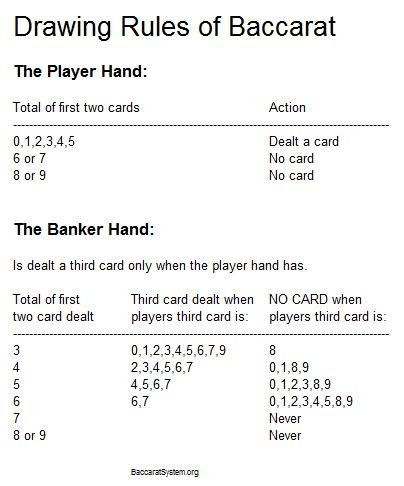 Drawing Rules of Baccarat
The Player Hand:
Total of first two cards Action
0,1,2,3,4,5 Dealt a card
6 or 7 No card
8 or 9 No card
The Banker Hand:
Is dealt a third card only when the player hand has.
Total of first Third card dealt when NO CARD when
two card dealt players third card is: players third card is:
3 0,1,2,3,4,5,6,7,9 8
4 2,3,4,5,6,7 0,1,8,9
5 4,5,6,7 0,1,2,3,8,9
6 6,7 0,1,2,3,4,5,8,9
7 Never
8 or 9 Never
BaccaratSystem.org